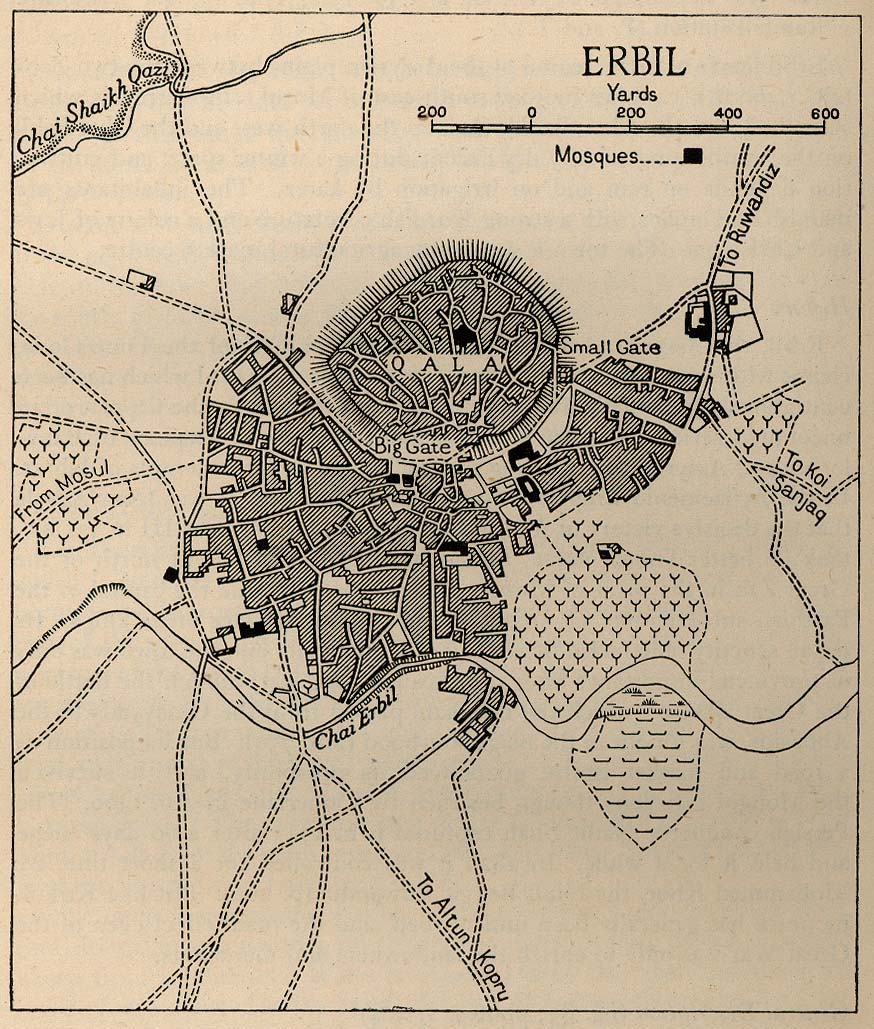 ERBIL
Yards
200 0 200 400 600
Mosques
Chai Shaikh Qazi
To Ruwandiz
Small Gate
QALA
Big Gate
From Mosul
To Koi
Sanjaq
Chai Erbil
To Altun Kopru